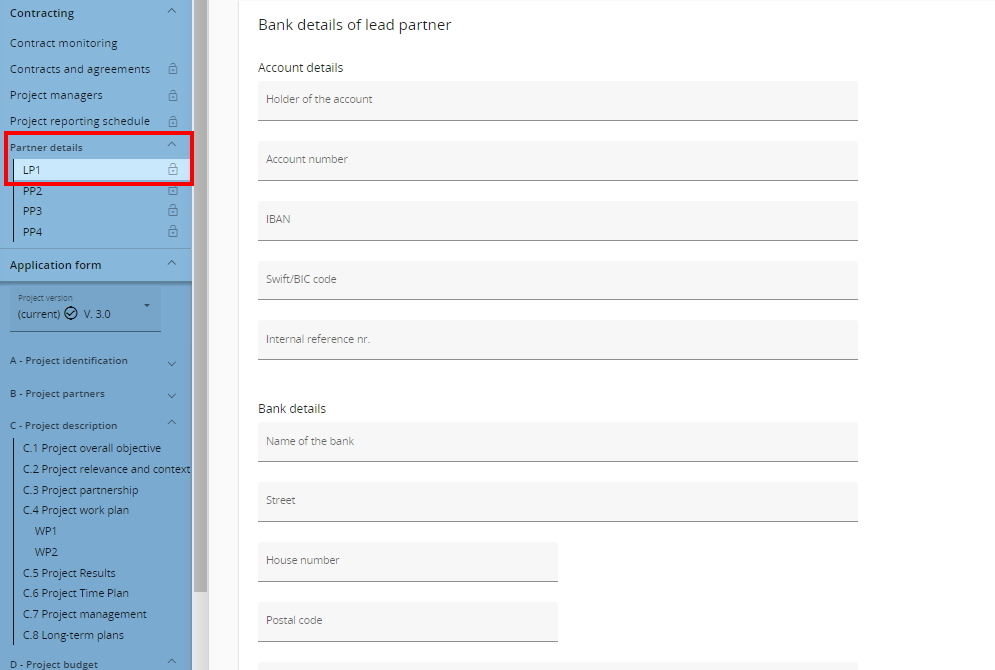 Contracting
Contract monitoring
Contracts and agreements
Project managers
Project reporting schedule
Partner details
LP1
PP2
PP3
PP4
Application form
Project version
(current) V. 3.0
A - Project identification
B - Project partners
C - Project description
C.1 Project overall objective
C.2 Project relevance and context
C.3 Project partnership
C.4 Project work plan
WP1
WP2
C.5 Project Results
C.6 Project Time Plan
C.7 Project management
C.8 Long-term plans
D - Project budget
Bank details of lead partner
Account details
Holder of the account
Account number
IBAN
Swift/BIC code
Internal reference nr.
Bank details
Name of the bank
Street
House number
Postal code